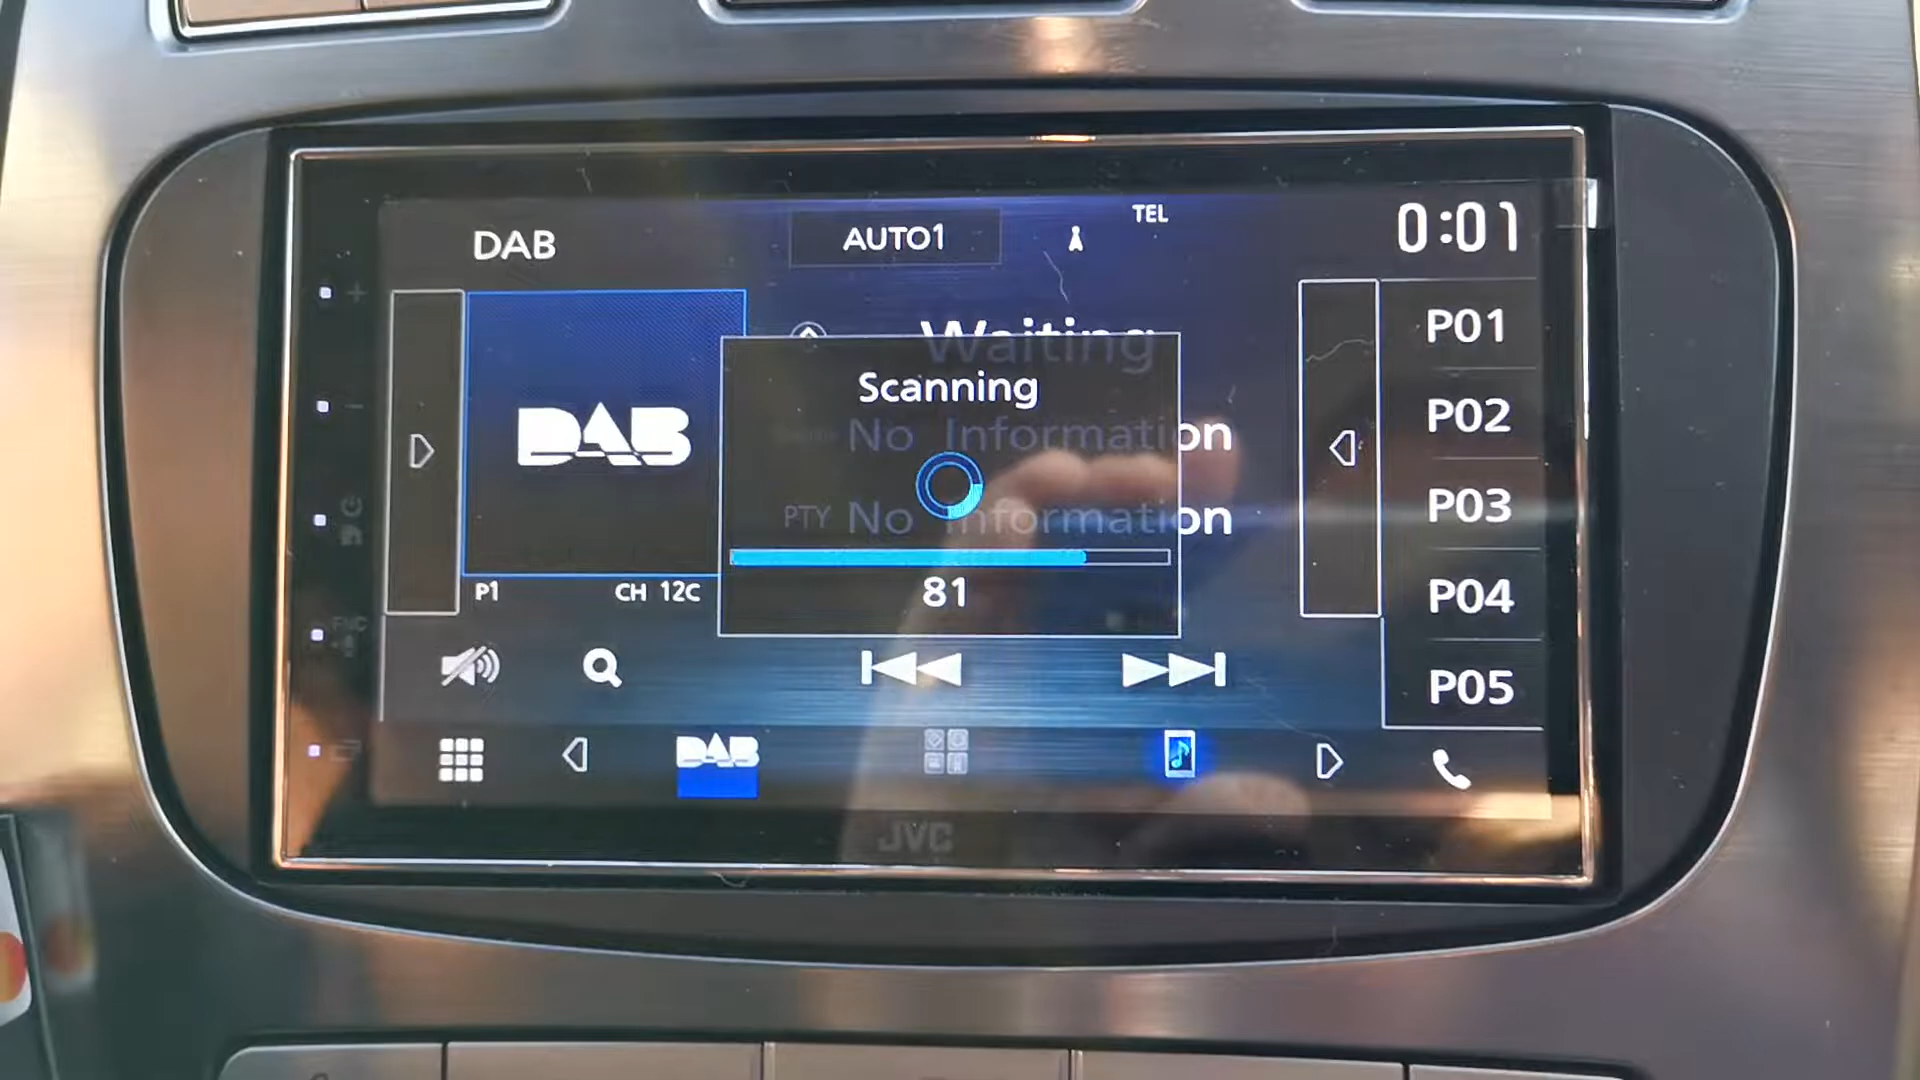 TEL
DAB
AUTO1
0:01
Waiting
Scanning
No Information
PTY No Information
81
DAB
P1
CH 12C
P01
P02
P03
P04
P05
DAB
FNC
JVC